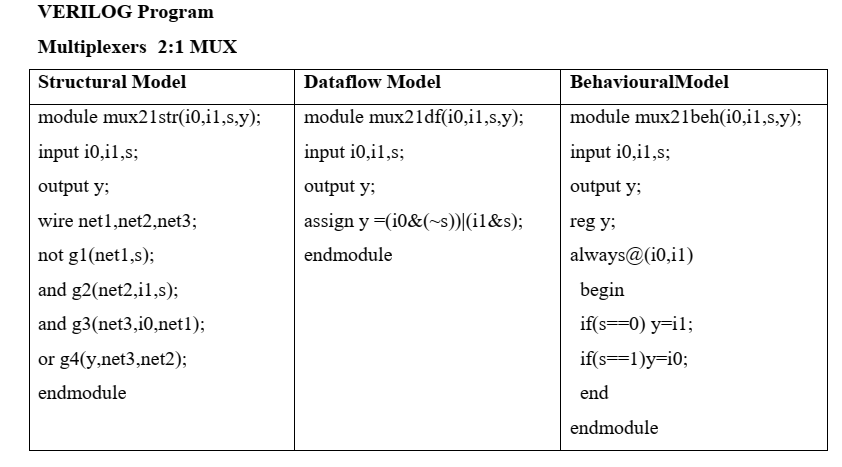 VERILOG Program
Multiplexers 2:1 MUX
Structural Model
module mux21str(i0,i1,s,y);
input i0,i1,s;
output y;
wire net1,net2,net3;
not g1(net1,s);
and g2(net2,i1,s);
and g3(net3,i0,net1);
or g4(y,net3,net2);
endmodule
Dataflow Model
module mux21df(i0,i1,s,y);
input i0,i1,s;
output y;
assign y =(i0&(~s))|(i1&s);
endmodule
BehaviouralModel
module mux21beh(i0,i1,s,y);
input i0,i1,s;
output y;
reg y;
always@(i0,i1)
begin
if(s==0) y=i1;
if(s==1)y=i0;
end
endmodule